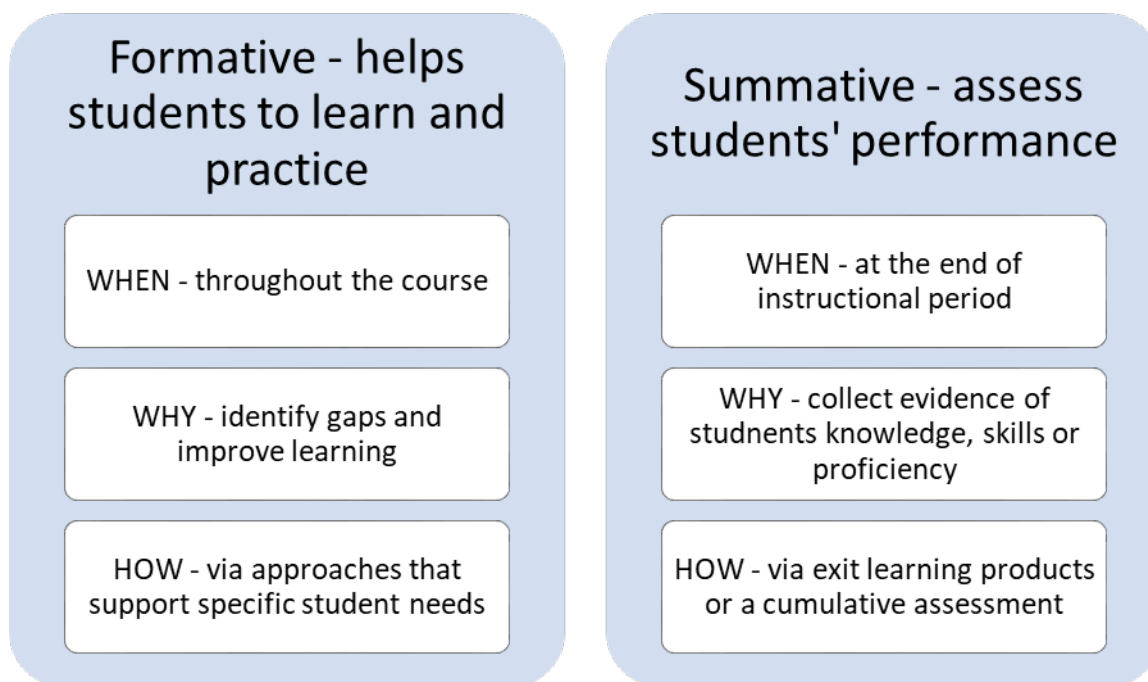 Formative - helps
students to learn and
practice
WHEN - throughout the course
WHY - identify gaps and
improve learning
HOW - via approaches that
support specific student needs
Summative - assess
students' performance
WHEN - at the end of
instructional period
WHY - collect evidence of
studnents knowledge, skills or
proficiency
HOW - via exit learning products
or a cumulative assessment